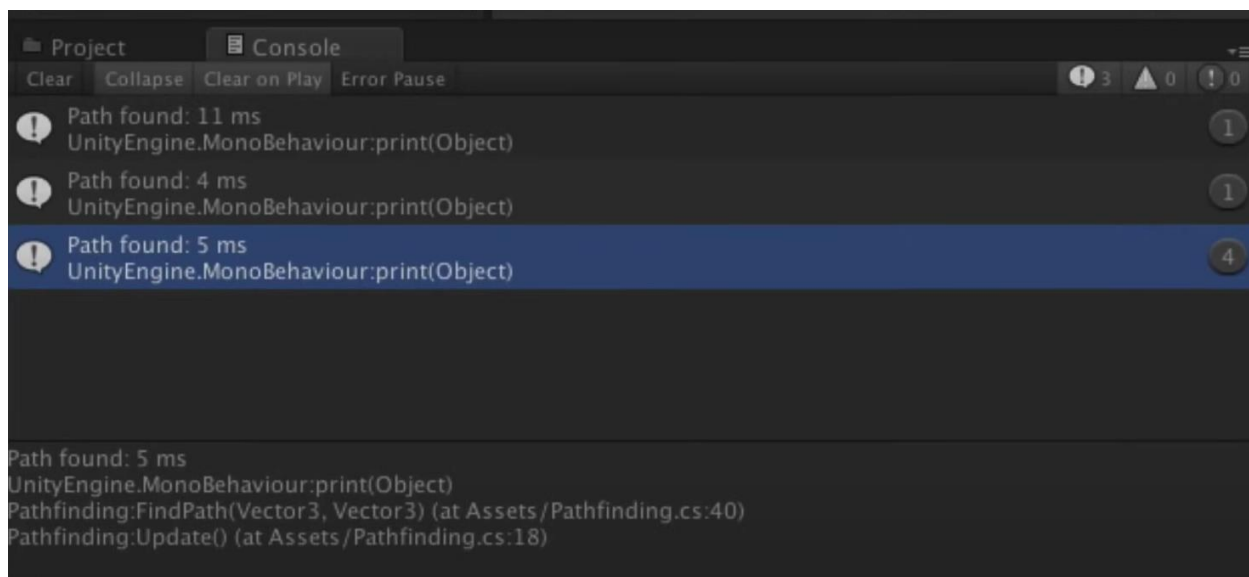 Project Console
Clear Collapse Clear on Play Error Pause 3 0 0
Path found: 11 ms 1
UnityEngine.MonoBehaviour:print(Object)
Path found: 4 ms 1
UnityEngine.MonoBehaviour:print(Object)
Path found: 5 ms 4
UnityEngine.MonoBehaviour:print(Object)
Path found: 5 ms
UnityEngine.MonoBehaviour:print(Object)
Pathfinding:FindPath(Vector3, Vector3) (at Assets/Pathfinding.cs:40)
Pathfinding:Update() (at Assets/Pathfinding.cs:18)